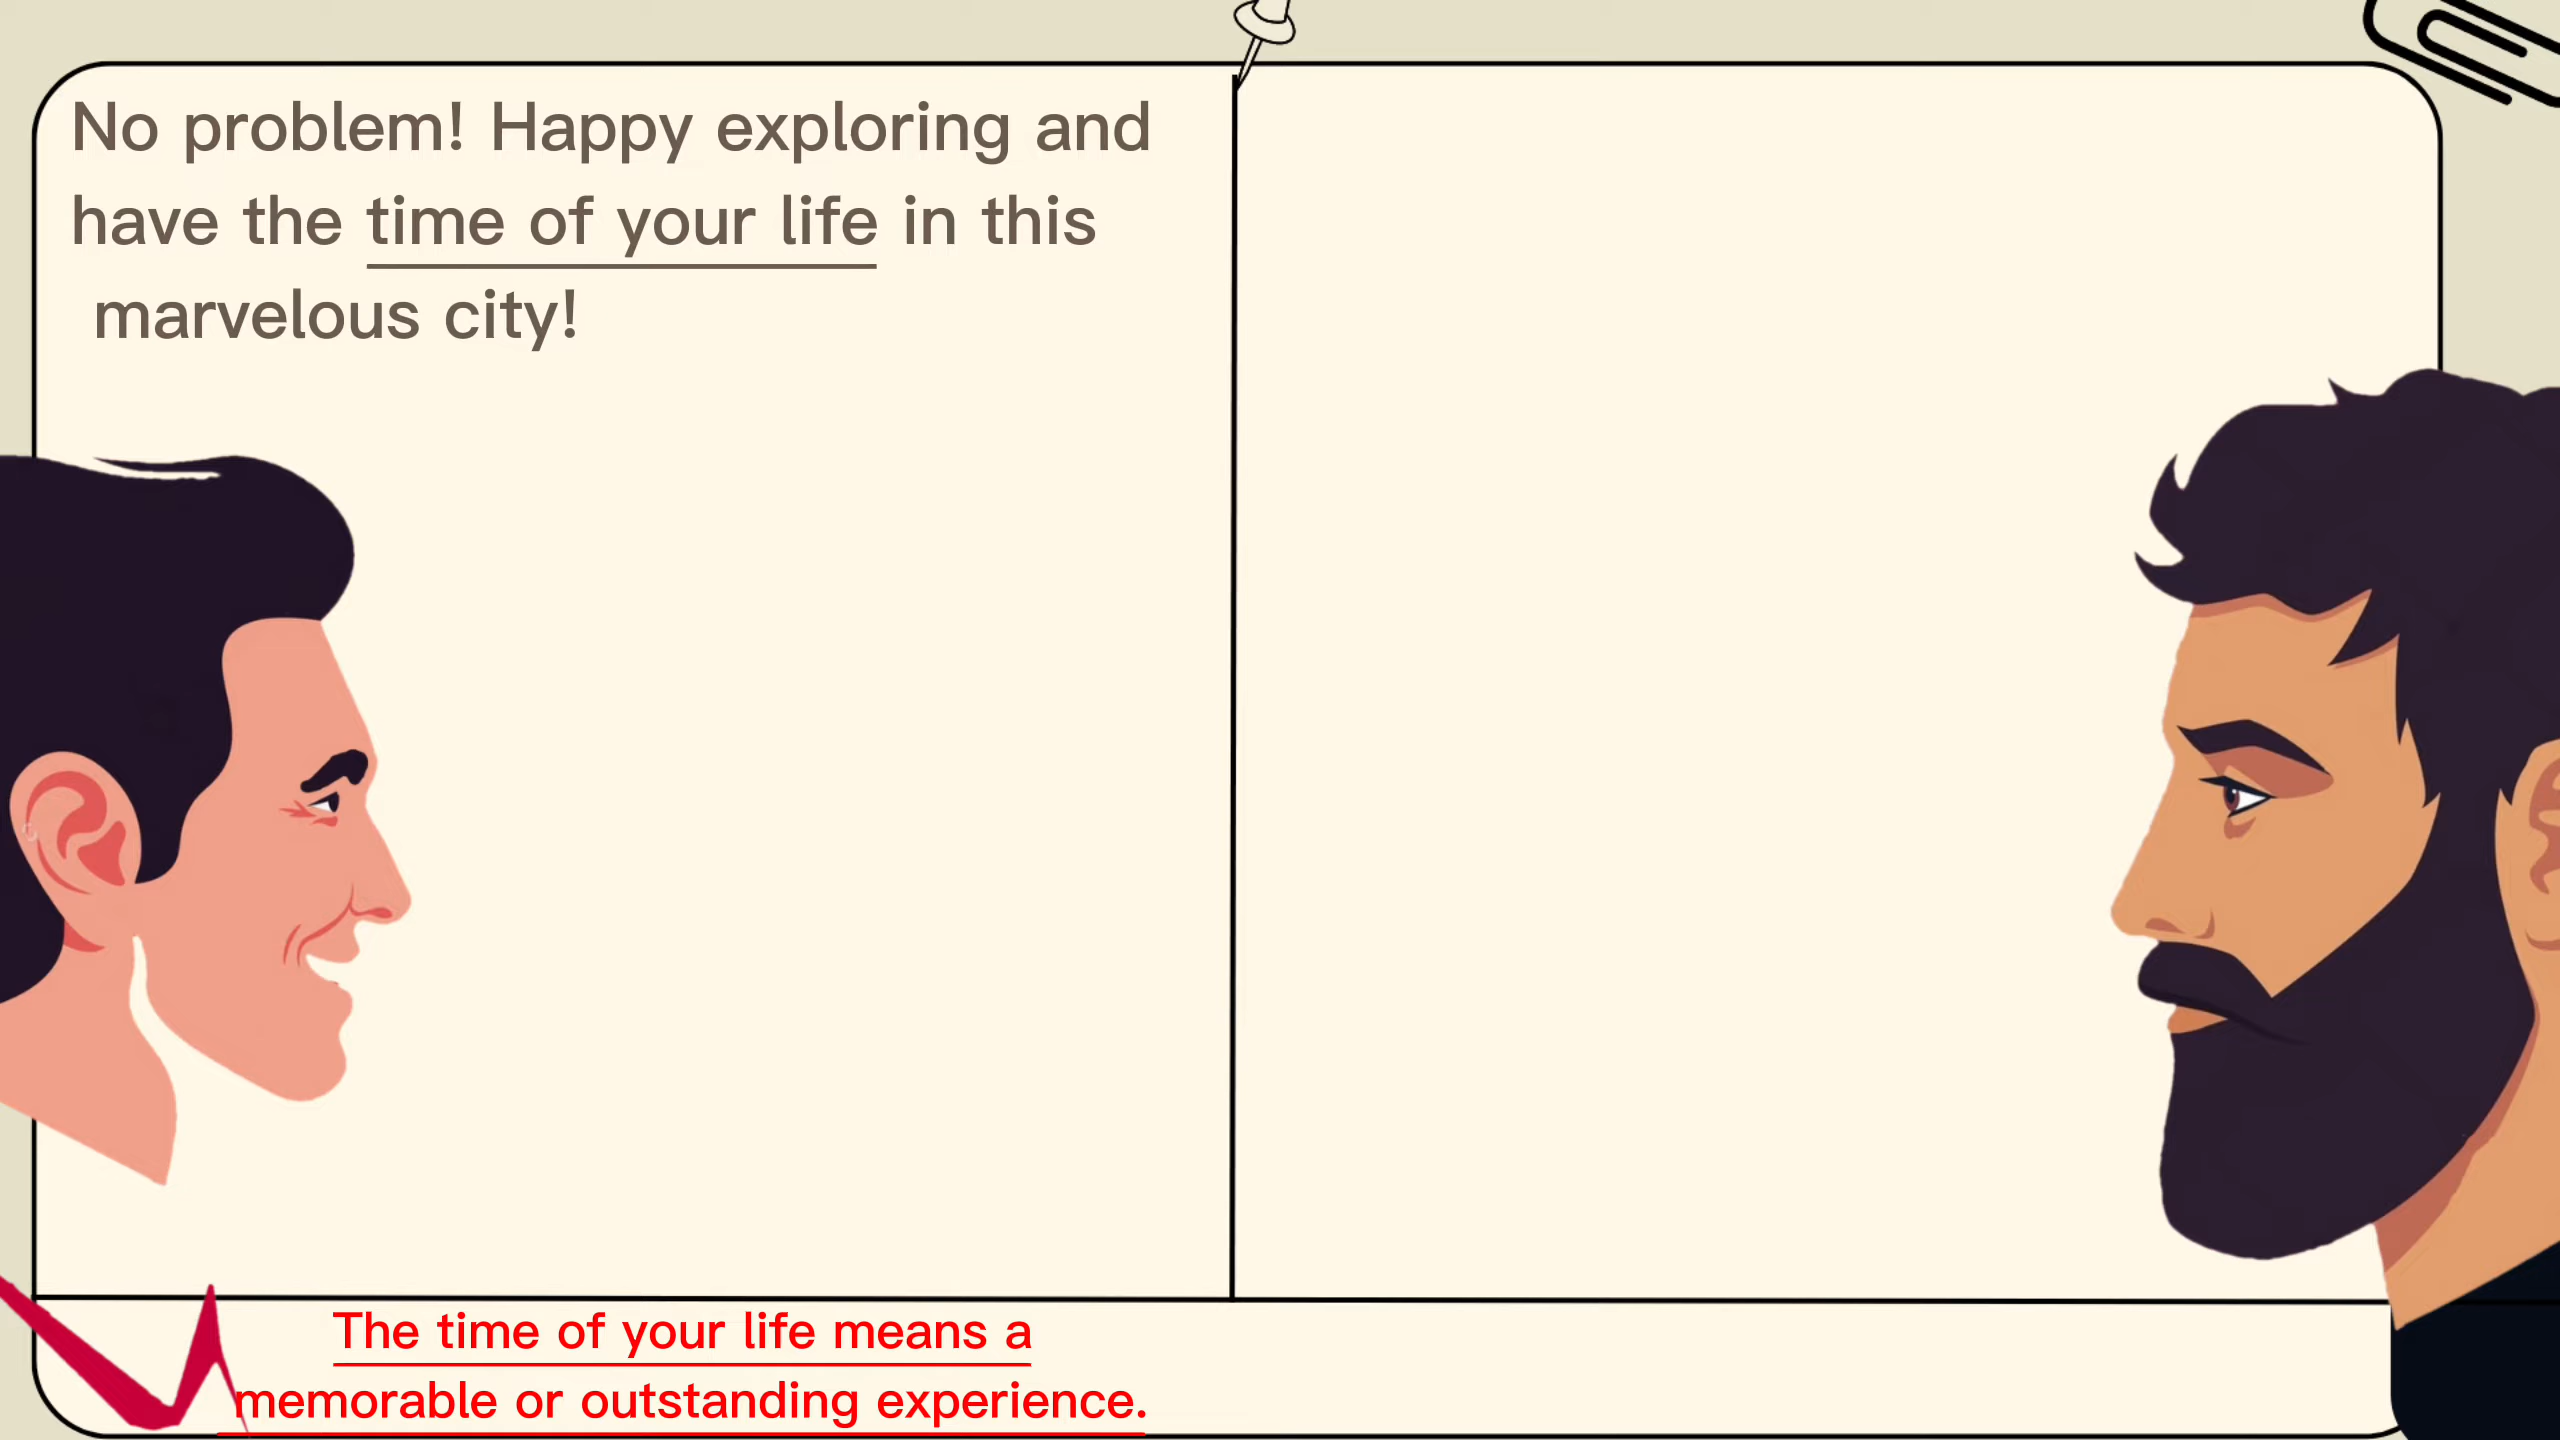 No problem! Happy exploring and
have the time of your life in this
marvelous city!
The time of your life means a
memorable or outstanding experience.